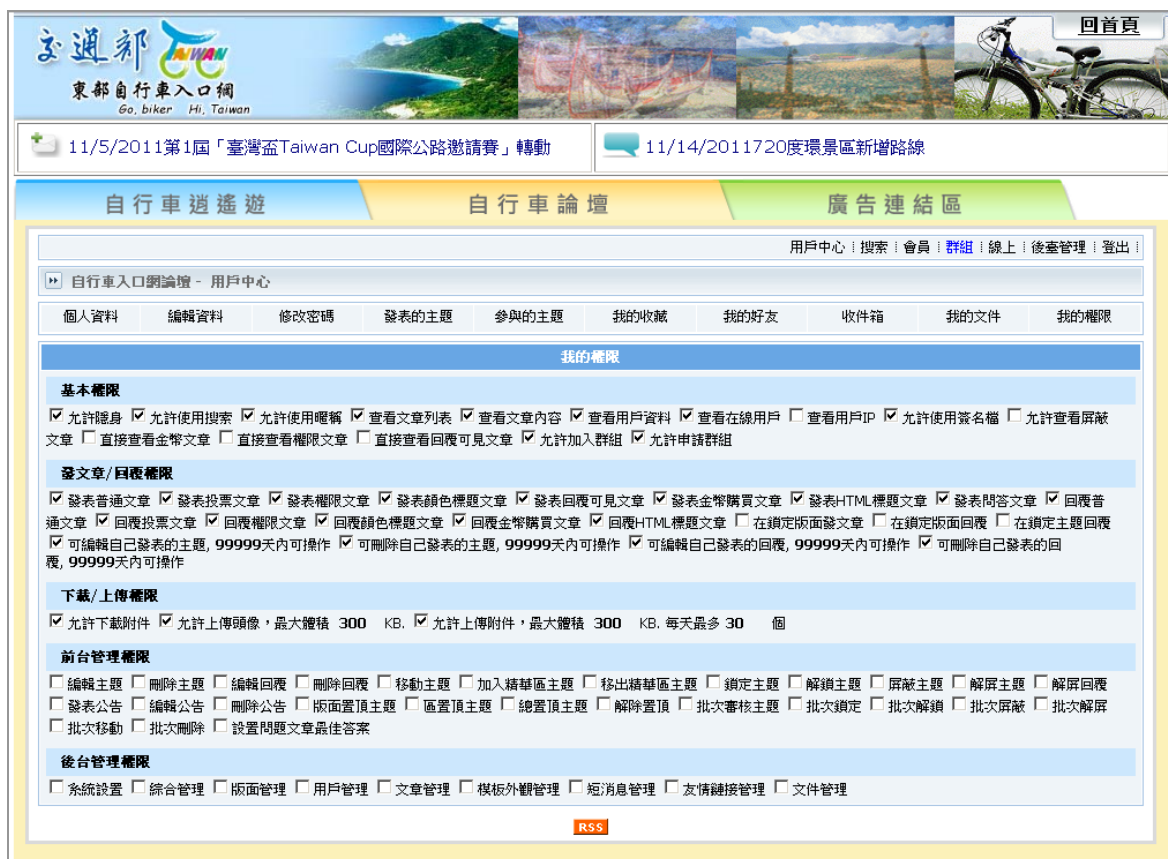 交通部 TAIWAN
東部自行車入口網
Go, biker Hi, Taiwan
回首頁
11/5/2011第1屆「臺灣盃Taiwan Cup國際公路邀請賽」轉動
11/14/2011720度環景區新增路線
自行車逍遙遊 自行車論壇 廣告連結區
用戶中心┊搜索┊會員┊群組┊線上┊後臺管理┊登出┊
自行車入口網論壇 - 用戶中心
個人資料 編輯資料 修改密碼 發表的主題 參與的主題 我的收藏 我的好友 收件箱 我的文件 我的權限
我的權限
基本權限
允許隱身 允許使用搜索 允許使用暱稱 查看文章列表 查看文章內容 查看用戶資料 查看在線用戶 查看用戶IP 允許使用簽名檔 允許查看屏蔽
文章 直接查看金幣文章 直接查看權限文章 直接查看回覆可見文章 允許加入群組 允許申請群組
發文章/回覆權限
發表普通文章 發表投票文章 發表權限文章 發表顏色標題文章 發表回覆可見文章 發表金幣購買文章 發表HTML標題文章 發表問答文章 回覆普
通文章 回覆投票文章 回覆權限文章 回覆顏色標題文章 回覆金幣購買文章 回覆HTML標題文章 在鎖定版面發文章 在鎖定版面回覆 在鎖定主題回覆
可編輯自己發表的主題, 99999天內可操作 可刪除自己發表的主題, 99999天內可操作 可編輯自己發表的回覆, 99999天內可操作 可刪除自己發表的回
覆, 99999天內可操作
下載/上傳權限
允許下載附件 允許上傳頭像，最大體積 300 KB. 允許上傳附件，最大體積 300 KB. 每天最多 30 個
前台管理權限
編輯主題 刪除主題 編輯回覆 刪除回覆 移動主題 加入精華區主題 移出精華區主題 鎖定主題 解鎖主題 屏蔽主題 解屏主題 解屏回覆
發表公告 編輯公告 刪除公告 版面置頂主題 區置頂主題 總置頂主題 解除置頂 批次審核主題 批次鎖定 批次解鎖 批次屏蔽 批次解屏
批次移動 批次刪除 設置問題文章最佳答案
後台管理權限
系統設置 綜合管理 版面管理 用戶管理 文章管理 模板外觀管理 短消息管理 友情鏈接管理 文件管理
RSS